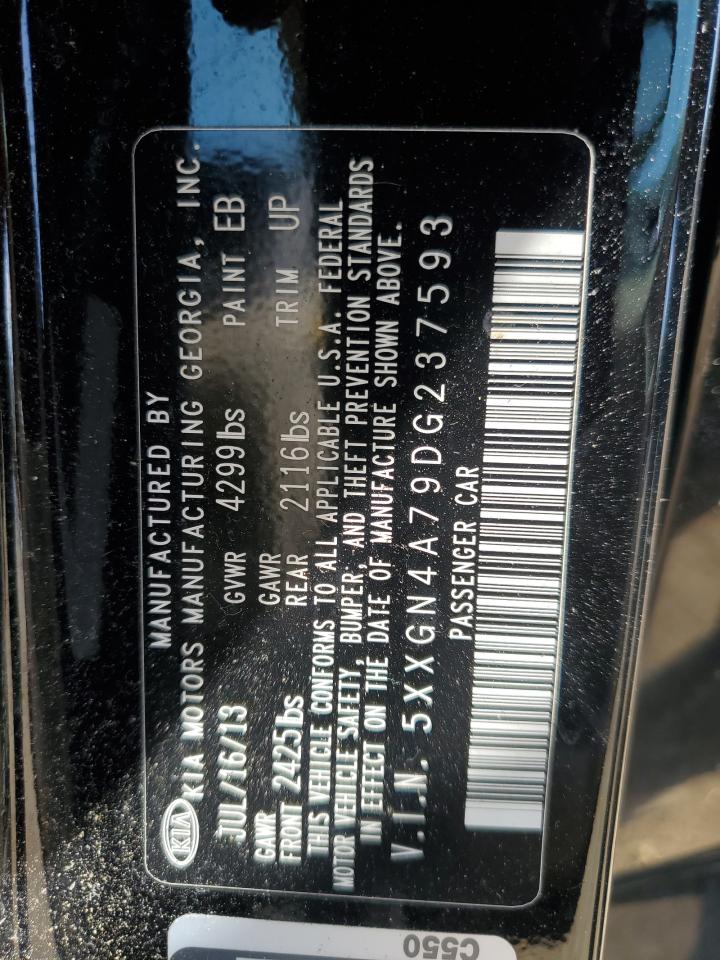 MANUFACTURED BY
KIA KIA MOTORS MANUFACTURING GEORGIA, INC.
JUL/16/13 GVWR 4299lbs PAINT EB
GAWR FRONT 2425lbs GAWR REAR 2116lbs TRIM UP
THIS VEHICLE CONFORMS TO ALL APPLICABLE U.S.A. FEDERAL
MOTOR VEHICLE SAFETY, BUMPER, AND THEFT PREVENTION STANDARDS
IN EFFECT ON THE DATE OF MANUFACTURE SHOWN ABOVE.
V.I.N. 5XXGN4A79DG237593
PASSENGER CAR
C550